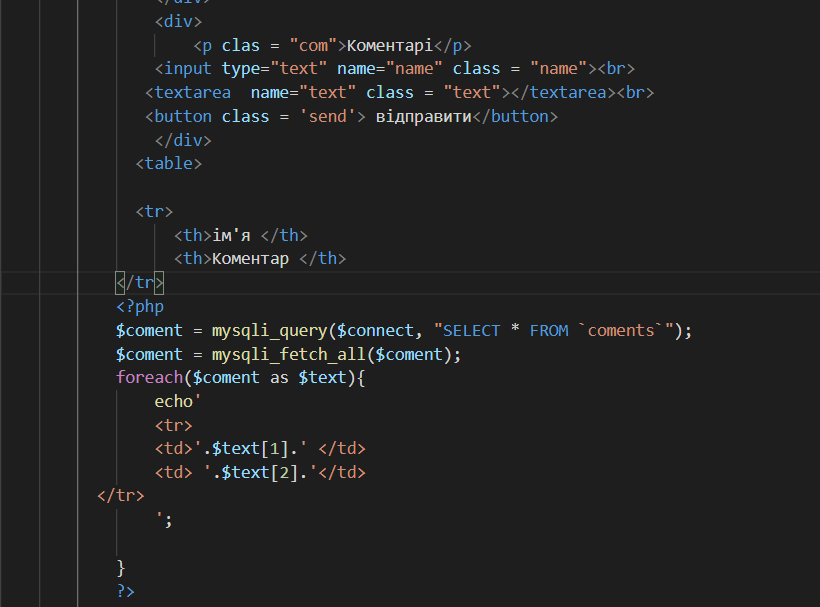 </div>
<div>
<p clas = "com">Коментарі</p>
<input type="text" name="name" class = "name"><br>
<textarea  name="text" class = "text"></textarea><br>
<button class = 'send'> відправити</button>
</div>
<table>
<tr>
<th>ім'я </th>
<th>Коментар </th>
</tr>
<?php
$coment = mysqli_query($connect, "SELECT * FROM `coments`");
$coment = mysqli_fetch_all($coment);
foreach($coment as $text){
echo'
<tr>
<td>'.$text[1].' </td>
<td> '.$text[2].'</td>
</tr>
';
}
?>